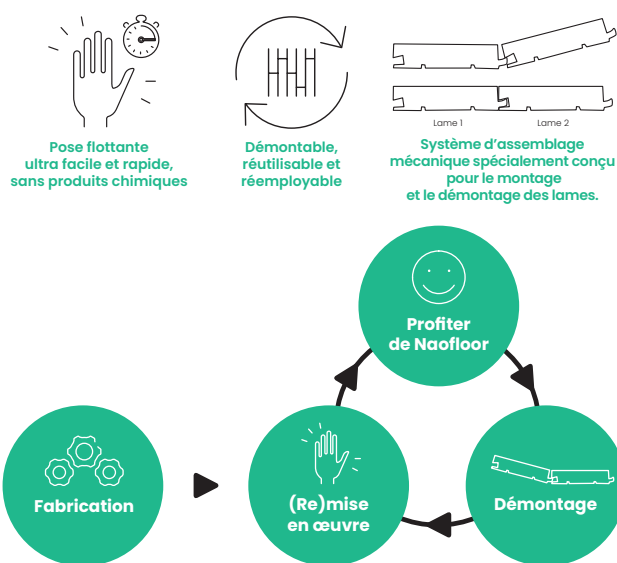 Pose flottante
ultra facile et rapide,
sans produits chimiques
Démontable,
réutilisable et
réemployable
Lame 1
Lame 2
Système d'assemblage
mécanique spécialement conçu
pour le montage
et le démontage des lames.
Profiter
de Naofloor
Fabrication
(Re)mise
en œuvre
Démontage